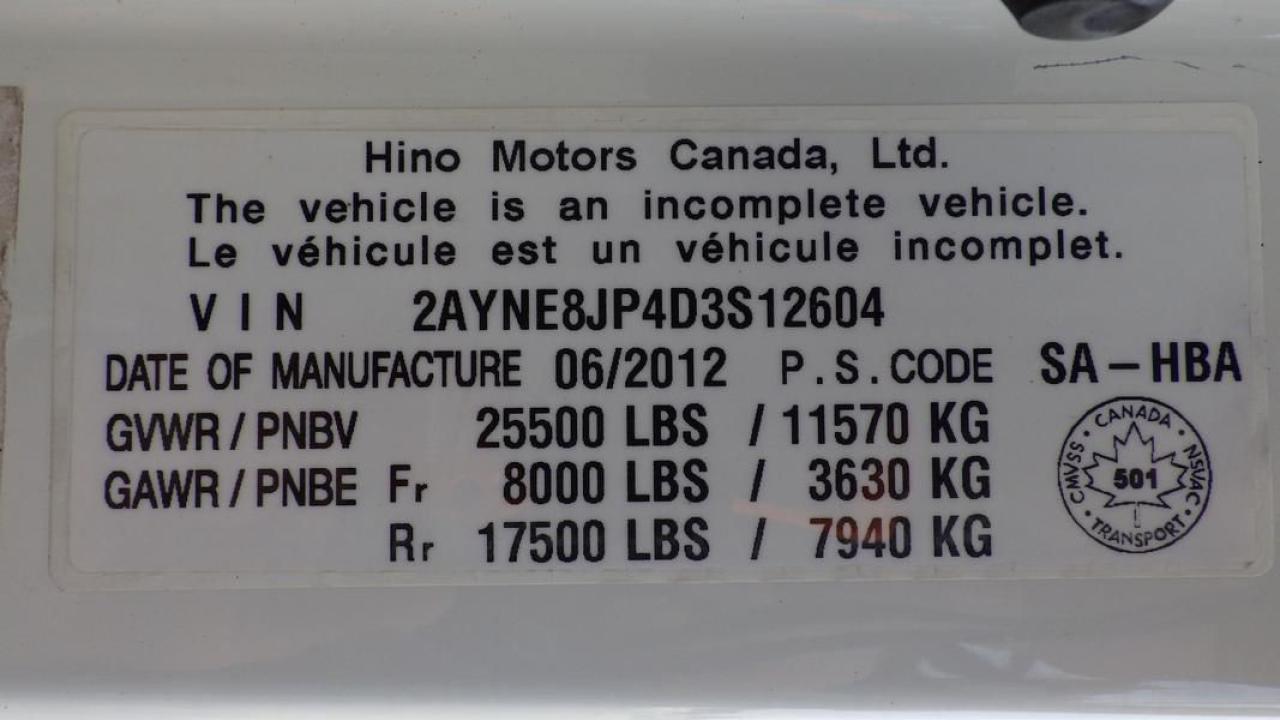 Hino Motors Canada, Ltd.
The vehicle is an incomplete vehicle.
Le véhicule est un véhicule incomplet.
VIN 2AYNE8JP4D3S12604
DATE OF MANUFACTURE 06/2012 P.S.CODE SA-HBA
GVWR / PNBV 25500 LBS / 11570 KG
GAWR / PNBE Fr 8000 LBS / 3630 KG
Rr 17500 LBS / 7940 KG
CANADA · NSVAC · TRANSPORT · CMVSS ·
501